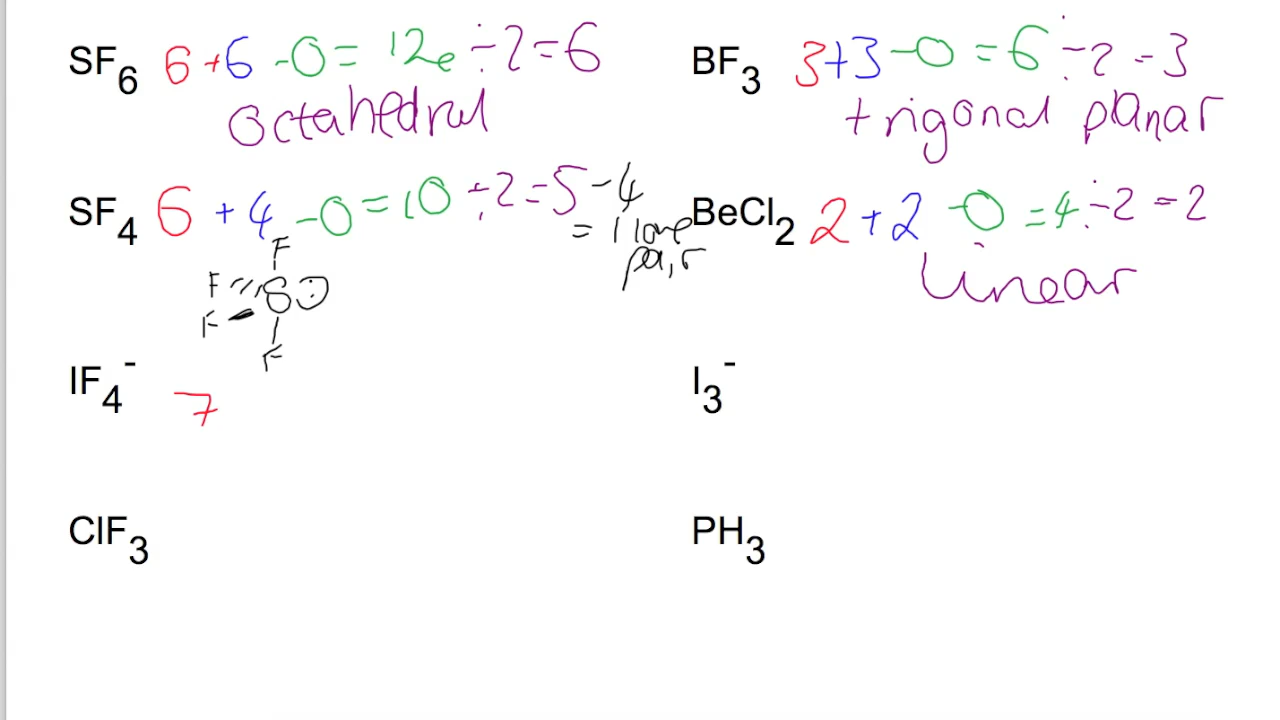 SF6 6 + 6 -0 = 12e ÷ 2 = 6
octahedral
BF3 3+3 -0 = 6 ÷ 2 = 3
trigonal planar
SF4 6 + 4 -0 = 10 ÷ 2 = 5 - 4
= 1 lone
pair
F
F S
F
F
BeCl2 2 + 2 -0 = 4 ÷ 2 = 2
Linear
IF4- 7
I3-
ClF3
PH3